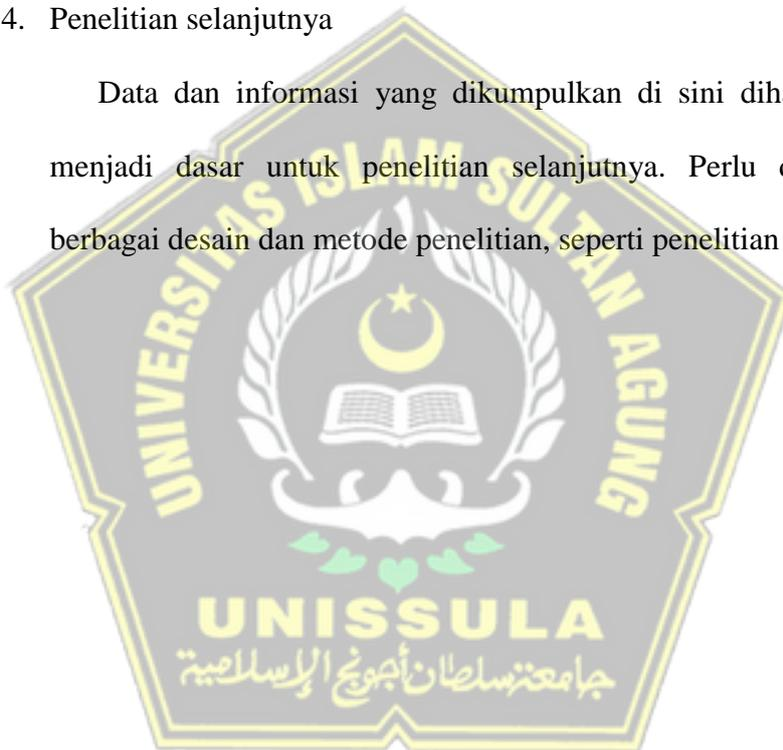 4. Penelitian selanjutnya
Data dan informasi yang dikumpulkan di sini dih
menjadi dasar untuk penelitian selanjutnya. Perlu
berbagai desain dan metode penelitian, seperti penelitian
UNIVERSITAS ISLAM SULTAN AGUNG
UNISSULA
جامعة سلطان أجونج الإسلامية